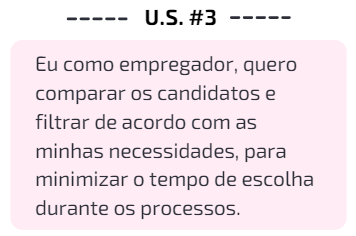 ----- U.S. #3 -----
Eu como empregador, quero
comparar os candidatos e
filtrar de acordo com as
minhas necessidades, para
minimizar o tempo de escolha
durante os processos.